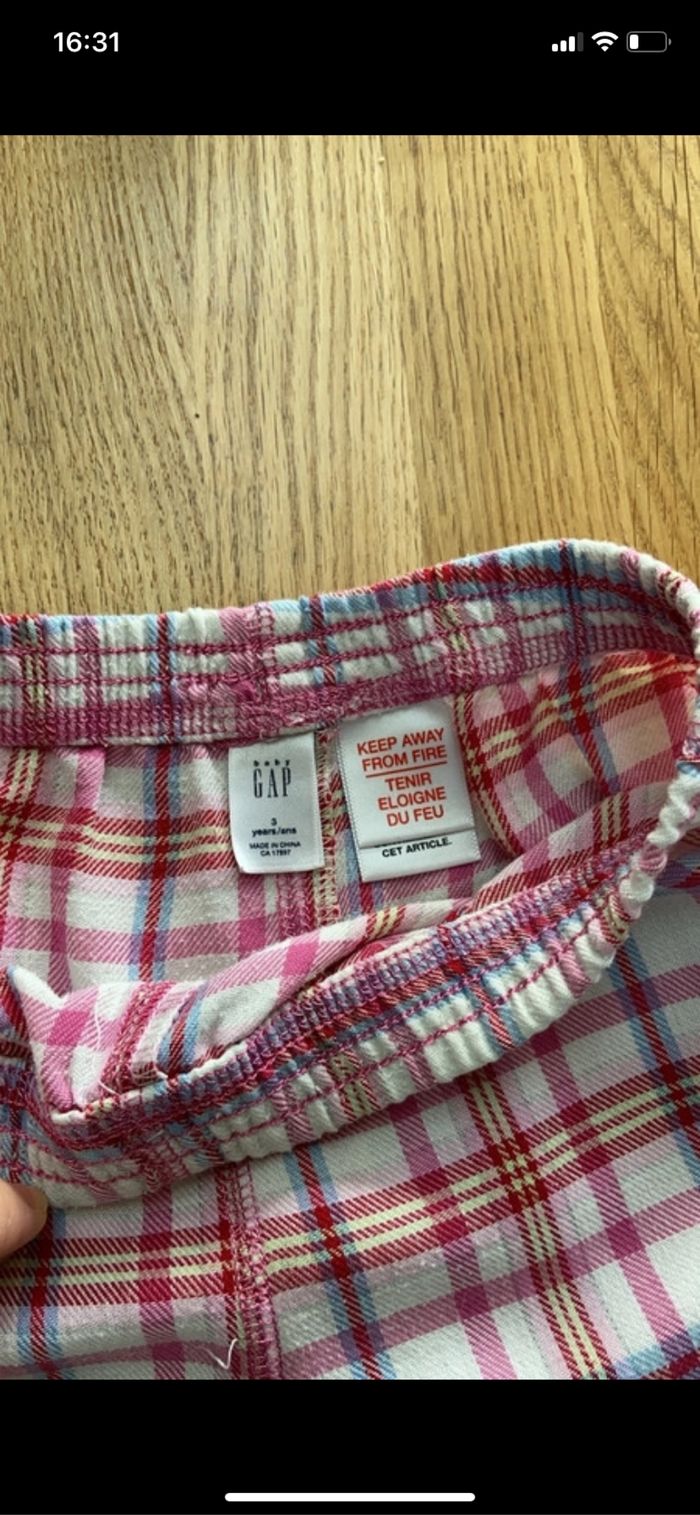 16:31
baby
GAP
3
years/ans
MADE IN CHINA
CA 17897
KEEP AWAY
FROM FIRE
TENIR
ELOIGNE
DU FEU
CET ARTICLE.